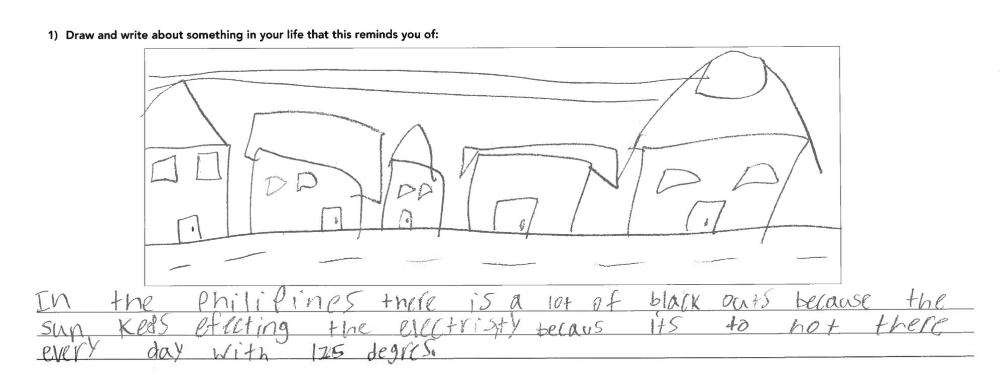 1) Draw and write about something in your life that this reminds you of:
In the Philipines there is a lot of black outs because the
sun keeps efecting the electristy becaus its to hot there
every day with 125 degres.